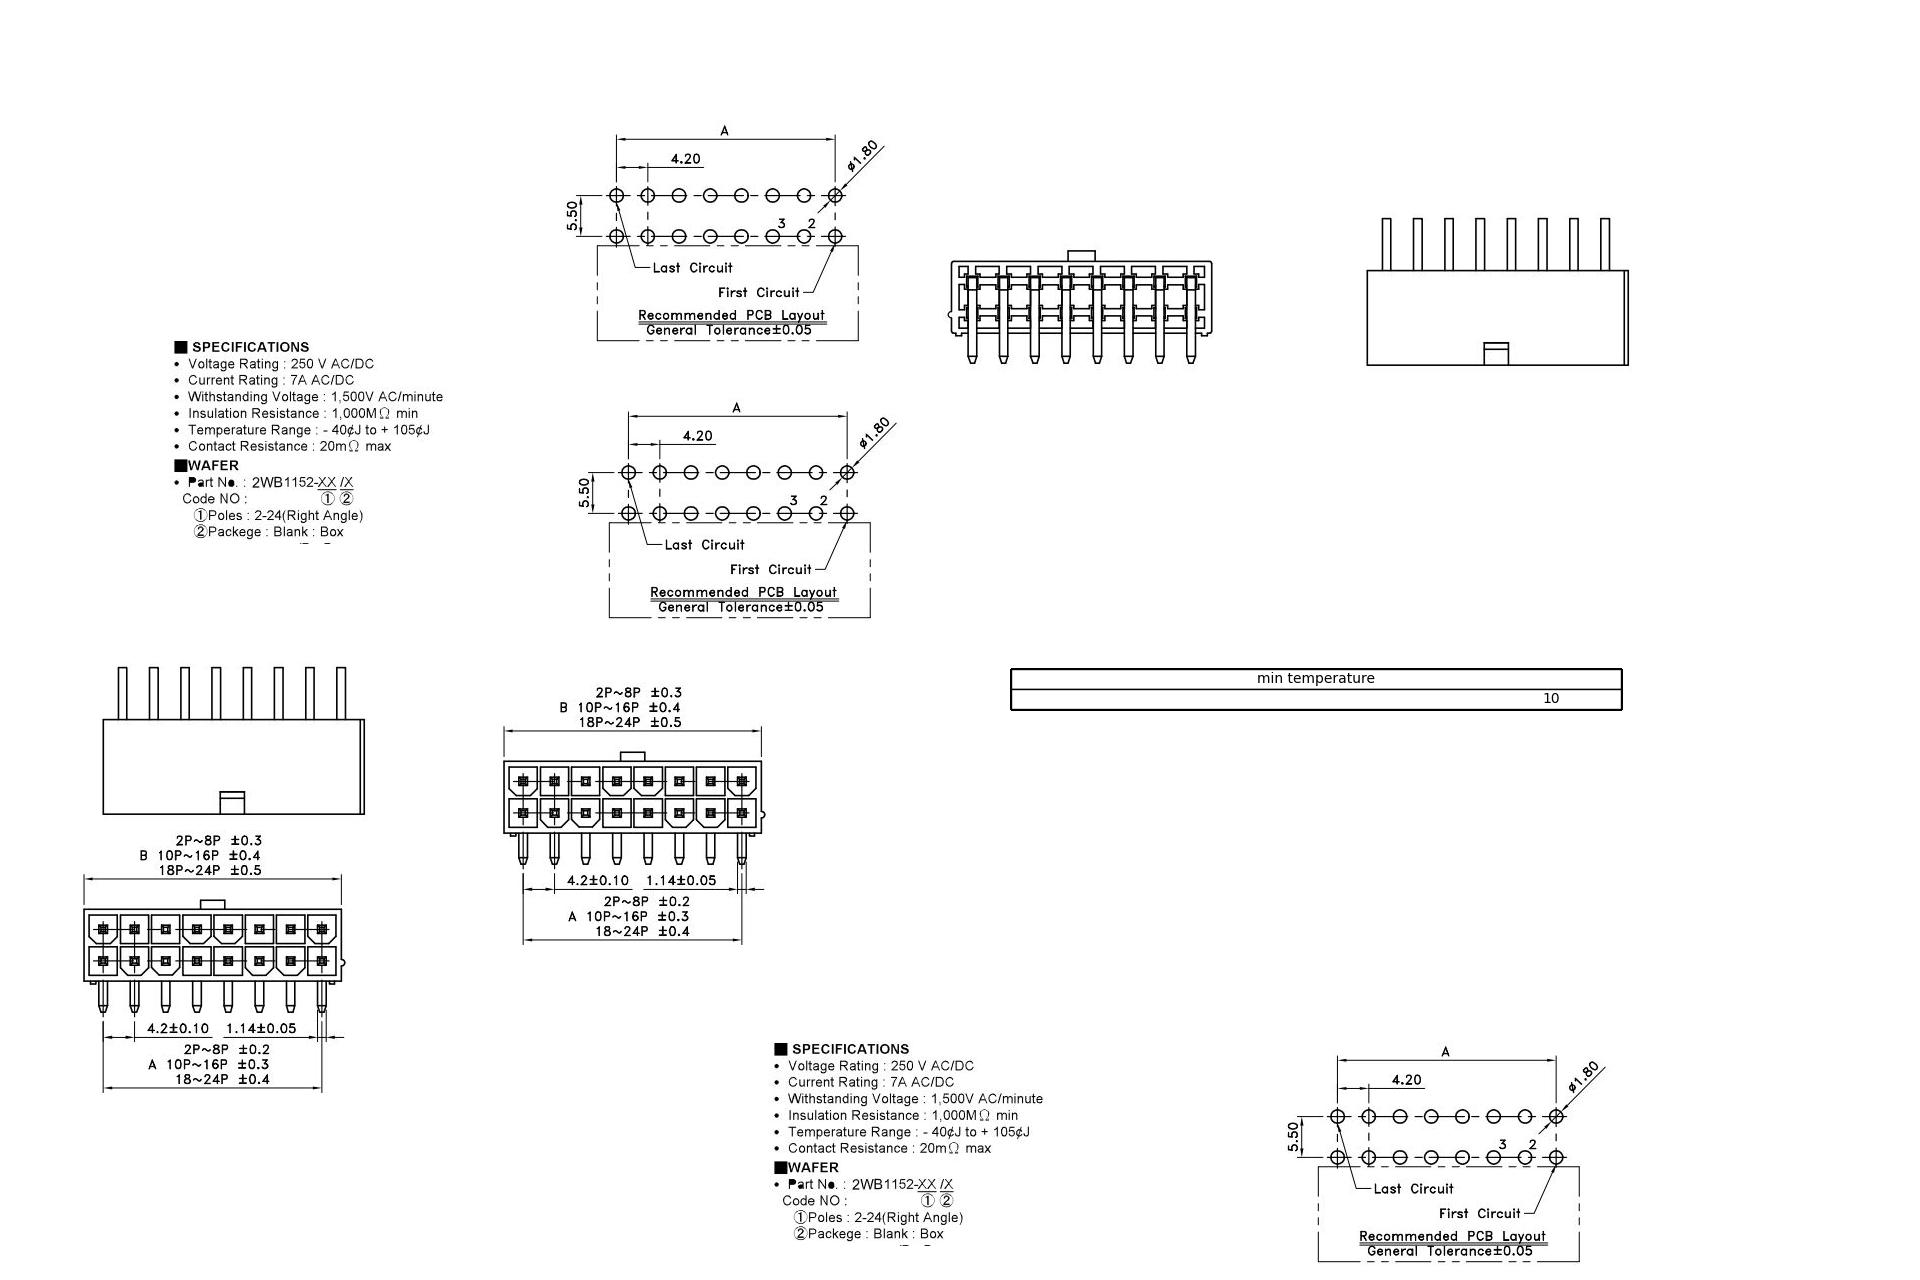 A
4.20
ø1.80
5.50
3 2
Last Circuit
First Circuit
Recommended PCB Layout
General Tolerance±0.05
■ SPECIFICATIONS
• Voltage Rating : 250 V AC/DC
• Current Rating : 7A AC/DC
• Withstanding Voltage : 1,500V AC/minute
• Insulation Resistance : 1,000MΩ min
• Temperature Range : - 40¢J to + 105¢J
• Contact Resistance : 20mΩ max
■WAFER
• Part No. : 2WB1152-XX /X
Code NO : ① ②
①Poles : 2-24(Right Angle)
②Packege : Blank : Box
A
4.20
ø1.80
5.50
3 2
Last Circuit
First Circuit
Recommended PCB Layout
General Tolerance±0.05
min temperature
10
2P~8P ±0.3
B 10P~16P ±0.4
18P~24P ±0.5
4.2±0.10 1.14±0.05
2P~8P ±0.2
A 10P~16P ±0.3
18~24P ±0.4
2P~8P ±0.3
B 10P~16P ±0.4
18P~24P ±0.5
4.2±0.10 1.14±0.05
2P~8P ±0.2
A 10P~16P ±0.3
18~24P ±0.4
■ SPECIFICATIONS
• Voltage Rating : 250 V AC/DC
• Current Rating : 7A AC/DC
• Withstanding Voltage : 1,500V AC/minute
• Insulation Resistance : 1,000MΩ min
• Temperature Range : - 40¢J to + 105¢J
• Contact Resistance : 20mΩ max
■WAFER
• Part No. : 2WB1152-XX /X
Code NO : ① ②
①Poles : 2-24(Right Angle)
②Packege : Blank : Box
A
4.20
ø1.80
5.50
3 2
Last Circuit
First Circuit
Recommended PCB Layout
General Tolerance±0.05